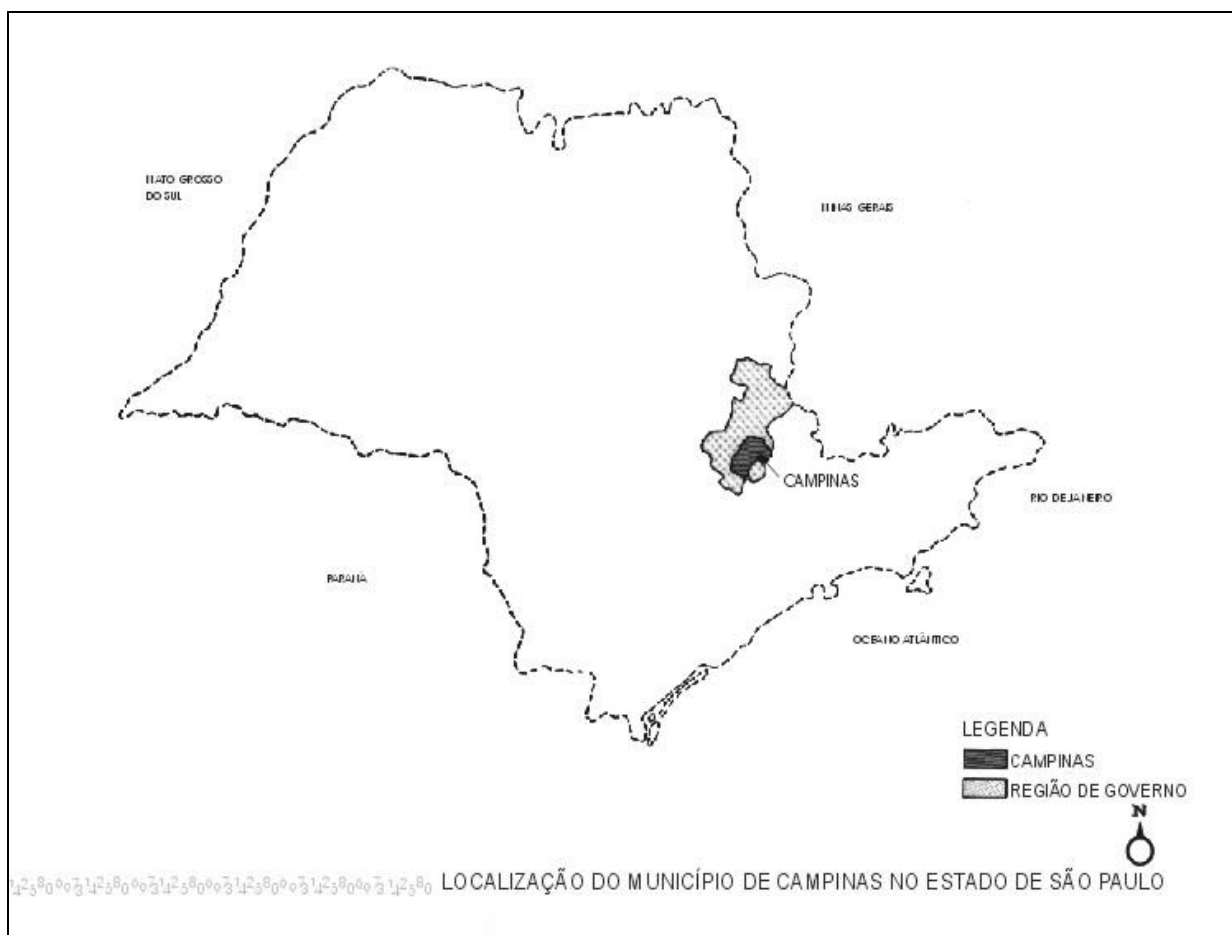 MATO GROSSO
DO SUL
MINAS GERAIS
CAMPINAS
RIO DE JANEIRO
PARANÁ
OCEANO ATLÂNTICO
LEGENDA
CAMPINAS
REGIÃO DE GOVERNO
N
LOCALIZAÇÃO DO MUNICÍPIO DE CAMPINAS NO ESTADO DE SÃO PAULO